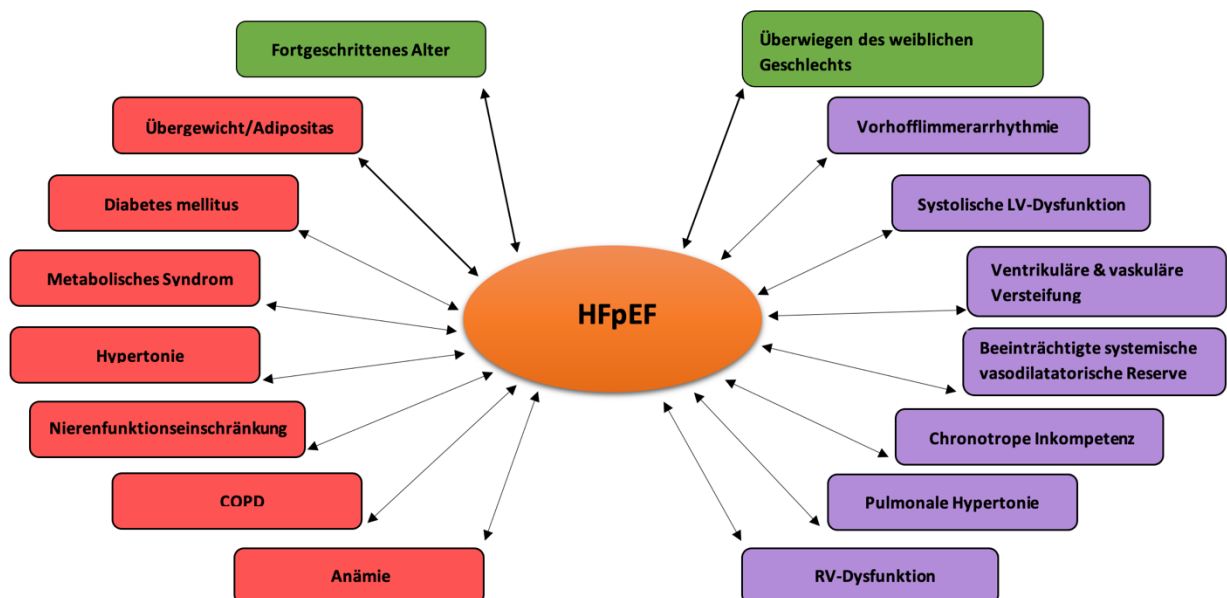 Fortgeschrittenes Alter
Überwiegen des weiblichen
Geschlechts
Übergewicht/Adipositas
Vorhofflimmerarrhythmie
Diabetes mellitus
Systolische LV-Dysfunktion
Metabolisches Syndrom
HFpEF
Ventrikuläre & vaskuläre
Versteifung
Hypertonie
Beeinträchtigte systemische
vasodilatatorische Reserve
Nierenfunktionseinschränkung
Chronotrope Inkompetenz
COPD
Pulmonale Hypertonie
Anämie
RV-Dysfunktion